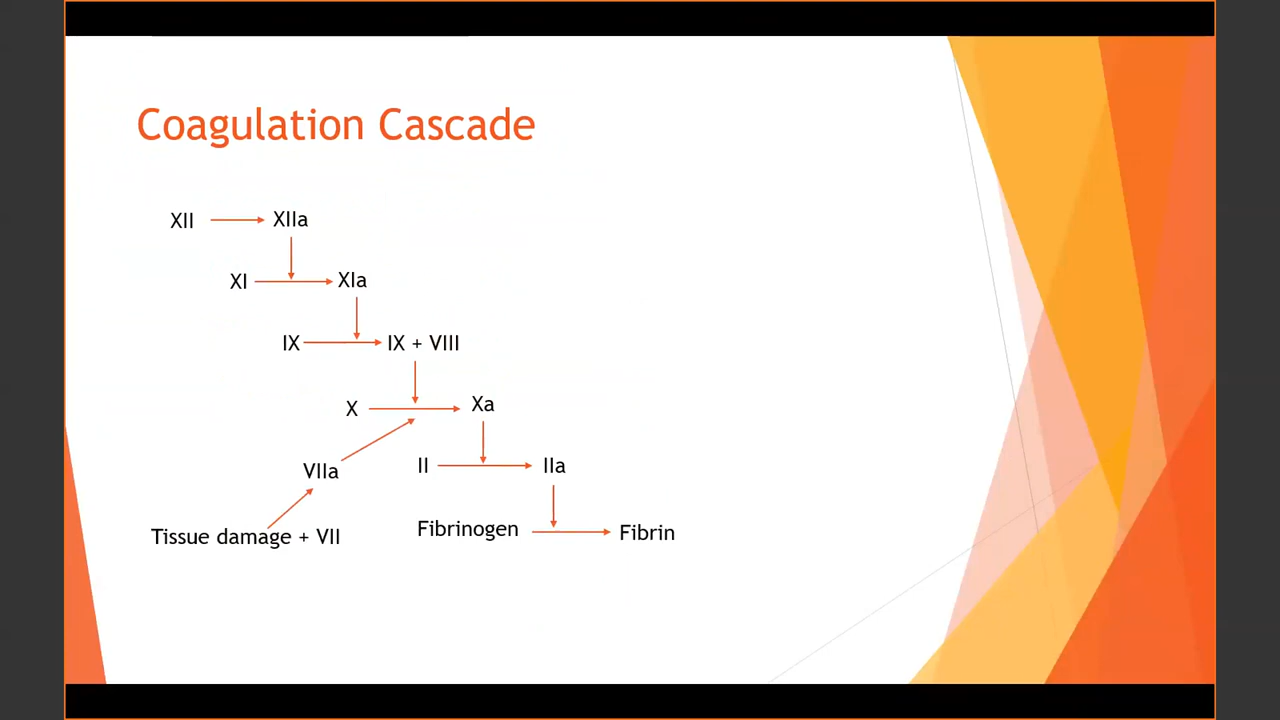 Coagulation Cascade
XII XIIa
XI XIa
IX IX + VIII
X Xa
VIIa II IIa
Tissue damage + VII Fibrinogen Fibrin